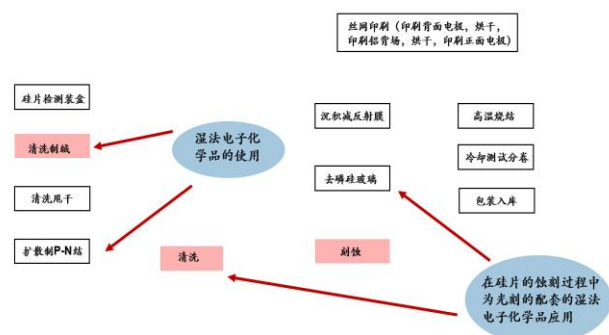 丝网印刷（印刷背面电极，烘干，
印刷铝背场，烘干，印刷正面电极）
硅片检测装盒
清洗制绒
清洗甩干
扩散制P-N结
湿法电子化
学品的使用
清洗
沉积减反射膜
去磷硅玻璃
刻蚀
高温烧结
冷却测试分卷
包装入库
在硅片的蚀刻过程中
为光刻的配套的湿法
电子化学品应用